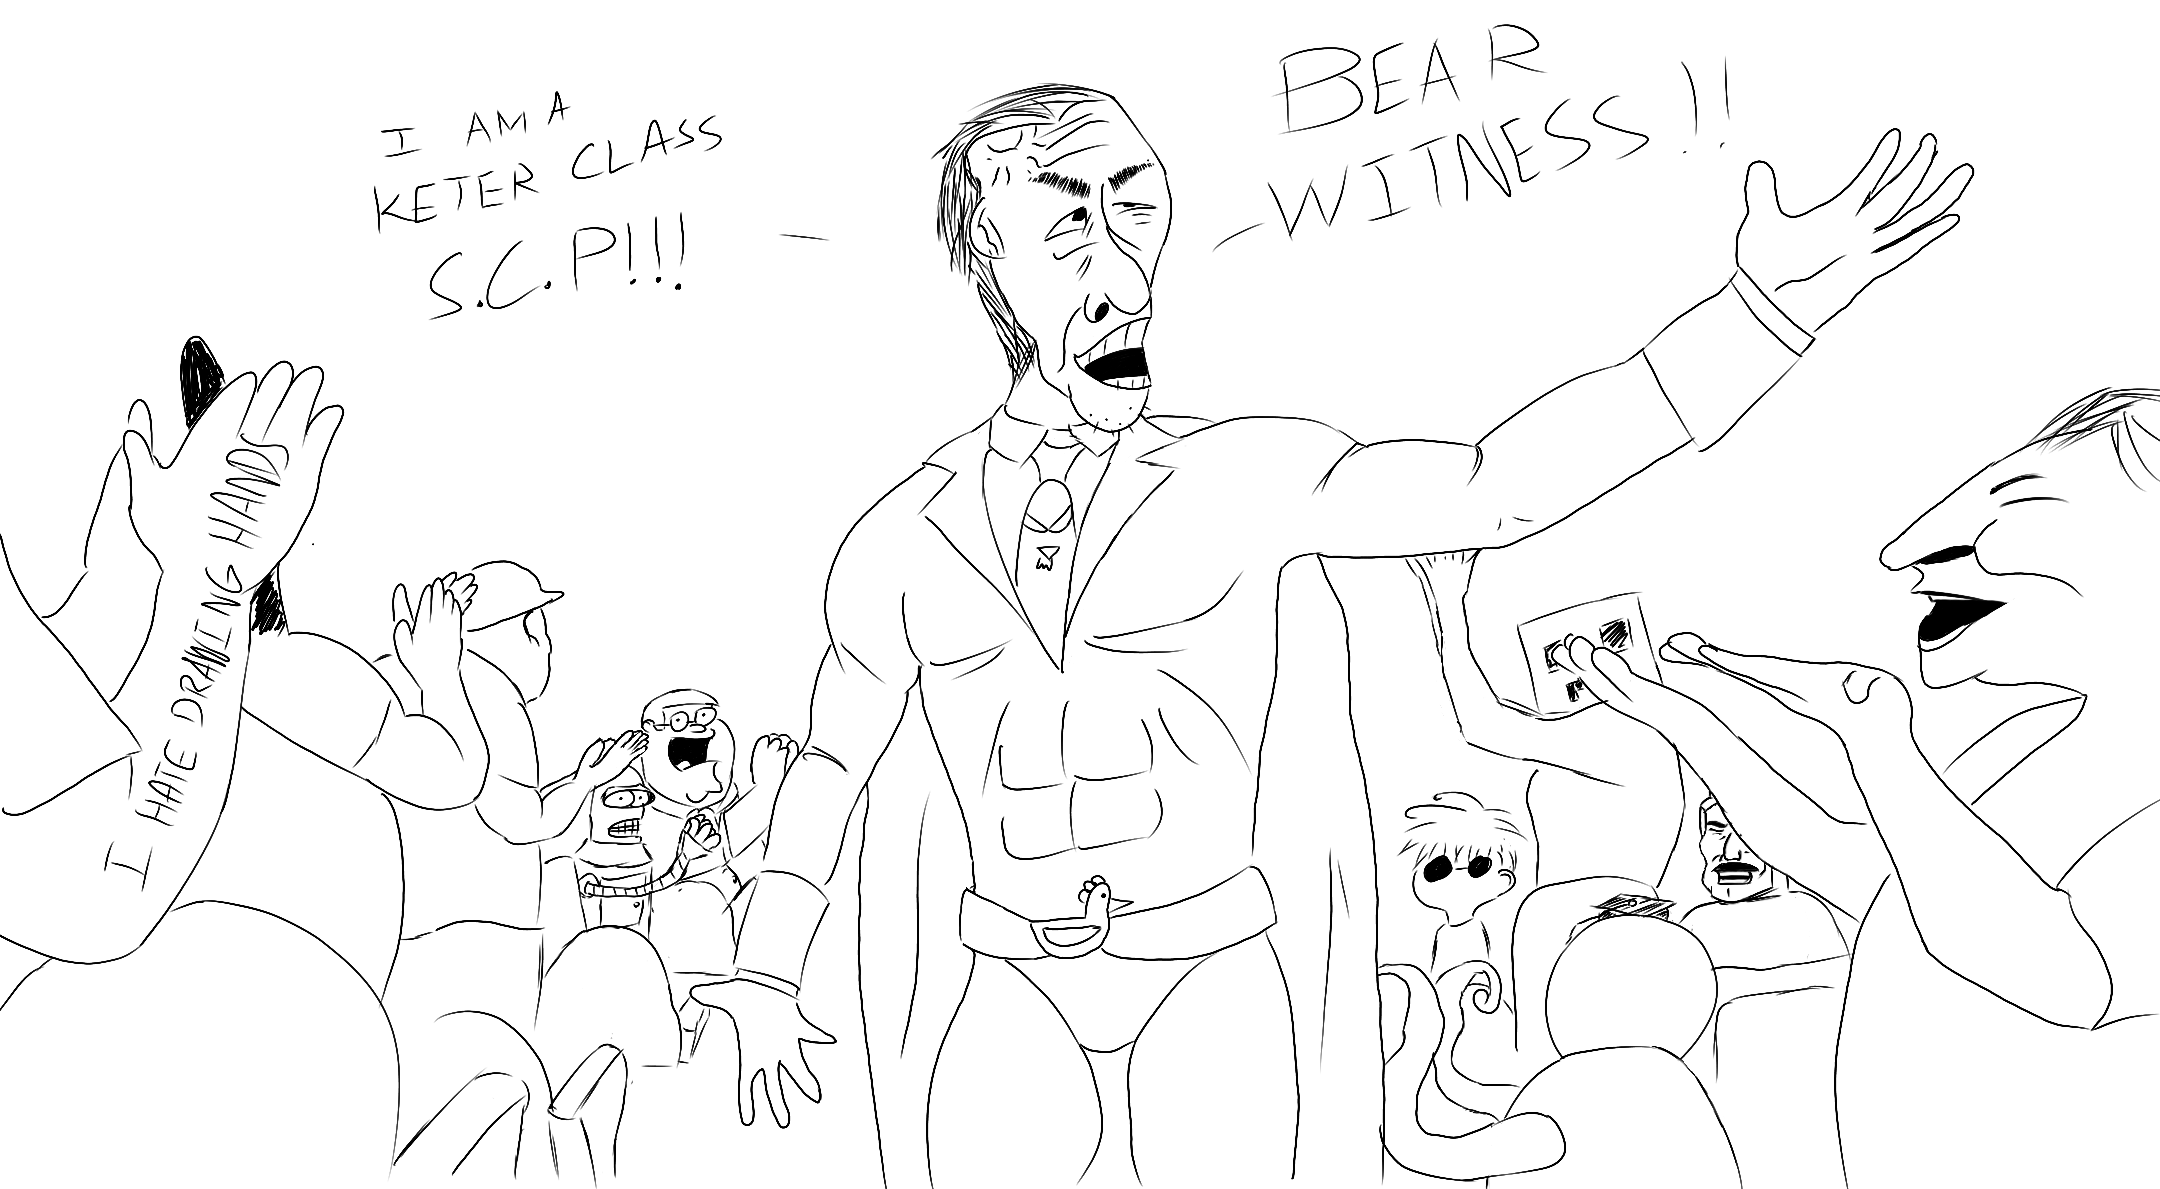 I AM A
KETER CLASS
S.C.P!!!
BEAR
WITNESS!!
I HATE DRAWING HANDS